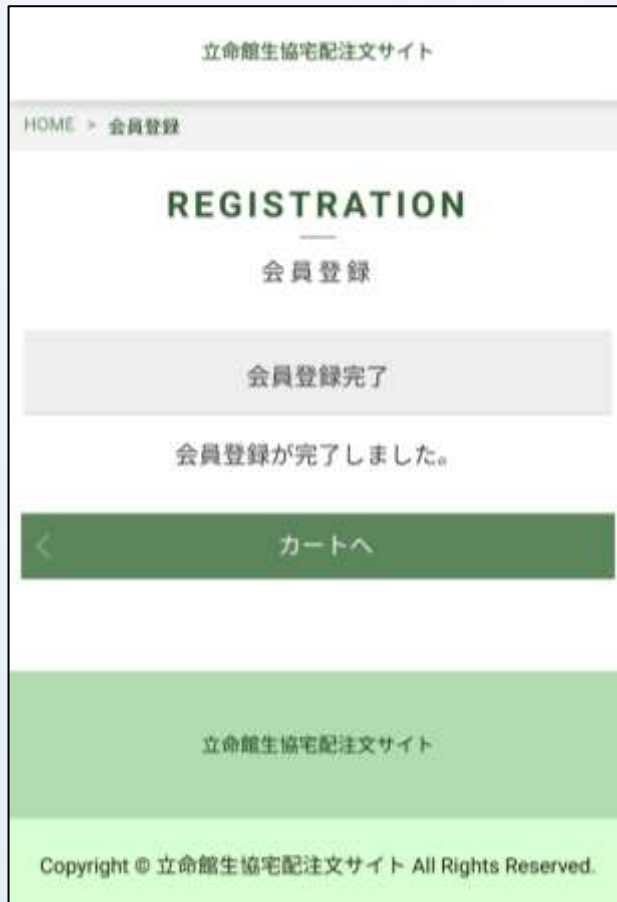 立命館生協宅配注文サイト
HOME > 会員登録
REGISTRATION
会員登録
会員登録完了
会員登録が完了しました。
カートへ
立命館生協宅配注文サイト
Copyright © 立命館生協宅配注文サイト All Rights Reserved.